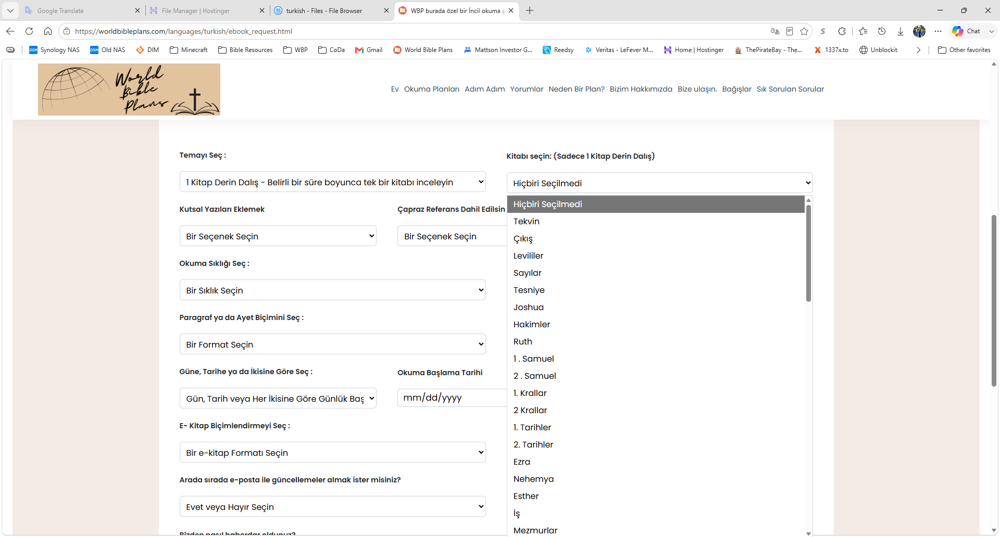 Google Translate
File Manager | Hostinger
turkish - Files - File Browser
WBP burada özel bir İncil okuma p
https://worldbibleplans.com/languages/turkish/ebook_request.html
Chat
Synology NAS
Old NAS
DIM
Minecraft
Bible Resources
WBP
CoDa
Gmail
World Bible Plans
Mattson Investor G...
Reedsy
Veritas - LeFever M...
Home | Hostinger
ThePirateBay - The...
1337x.to
Unblockit
Other favorites
World
Bible
Plans
Ev Okuma Planları Adım Adım Yorumlar Neden Bir Plan? Bizim Hakkımızda Bize ulaşın. Bağışlar Sık Sorulan Sorular
Temayı Seç :
1 Kitap Derin Dalış - Belirli bir süre boyunca tek bir kitabı inceleyin
Kutsal Yazıları Eklemek
Bir Seçenek Seçin
Çapraz Referans Dahil Edilsin
Bir Seçenek Seçin
Okuma Sıklığı Seç :
Bir Sıklık Seçin
Paragraf ya da Ayet Biçimini Seç :
Bir Format Seçin
Güne, Tarihe ya da İkisine Göre Seç :
Gün, Tarih veya Her İkisine Göre Günlük Baş
Okuma Başlama Tarihi
mm/dd/yyyy
E- Kitap Biçimlendirmeyi Seç :
Bir e-kitap Formatı Seçin
Arada sırada e-posta ile güncellemeler almak ister misiniz?
Evet veya Hayır Seçin
Bizden nasıl haberdar oldunuz?
Kitabı seçin: (Sadece 1 Kitap Derin Dalış)
Hiçbiri Seçilmedi
Hiçbiri Seçilmedi
Tekvin
Çıkış
Levililer
Sayılar
Tesniye
Joshua
Hakimler
Ruth
1 . Samuel
2 . Samuel
1. Krallar
2 Krallar
1. Tarihler
2. Tarihler
Ezra
Nehemya
Esther
İş
Mezmurlar